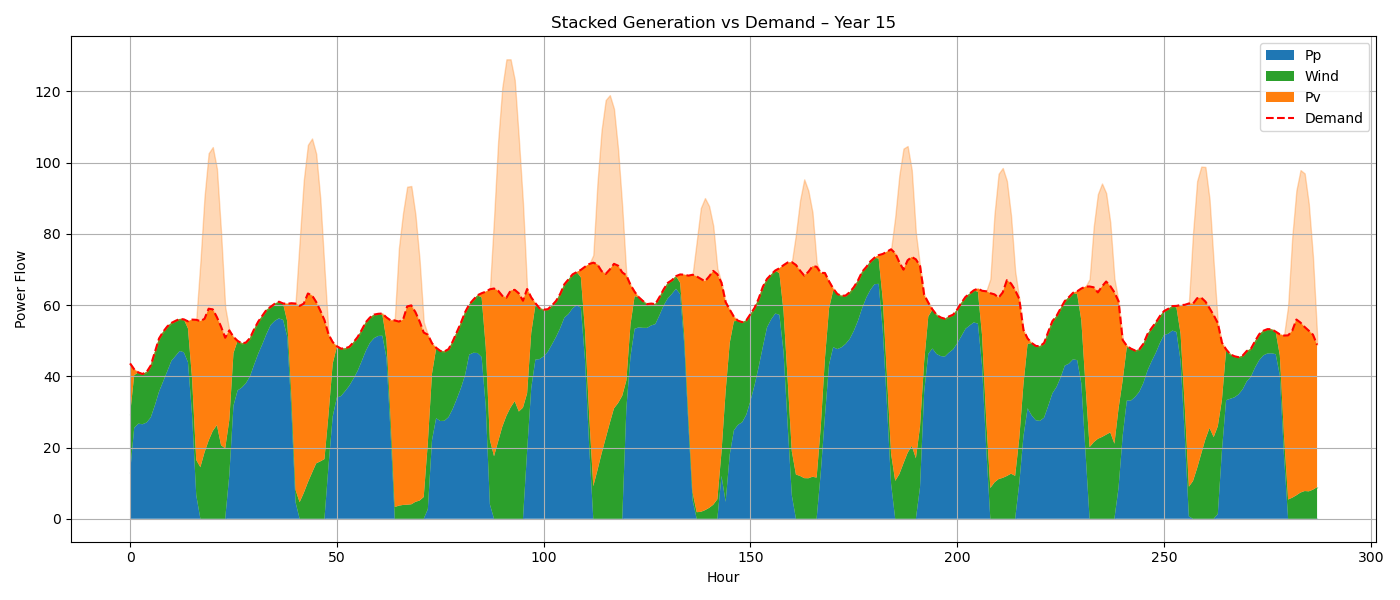 Stacked Generation vs Demand – Year 15
Power Flow
120
100
80
60
40
20
0
0 50 100 150 200 250 300
Hour
Pp
Wind
Pv
Demand